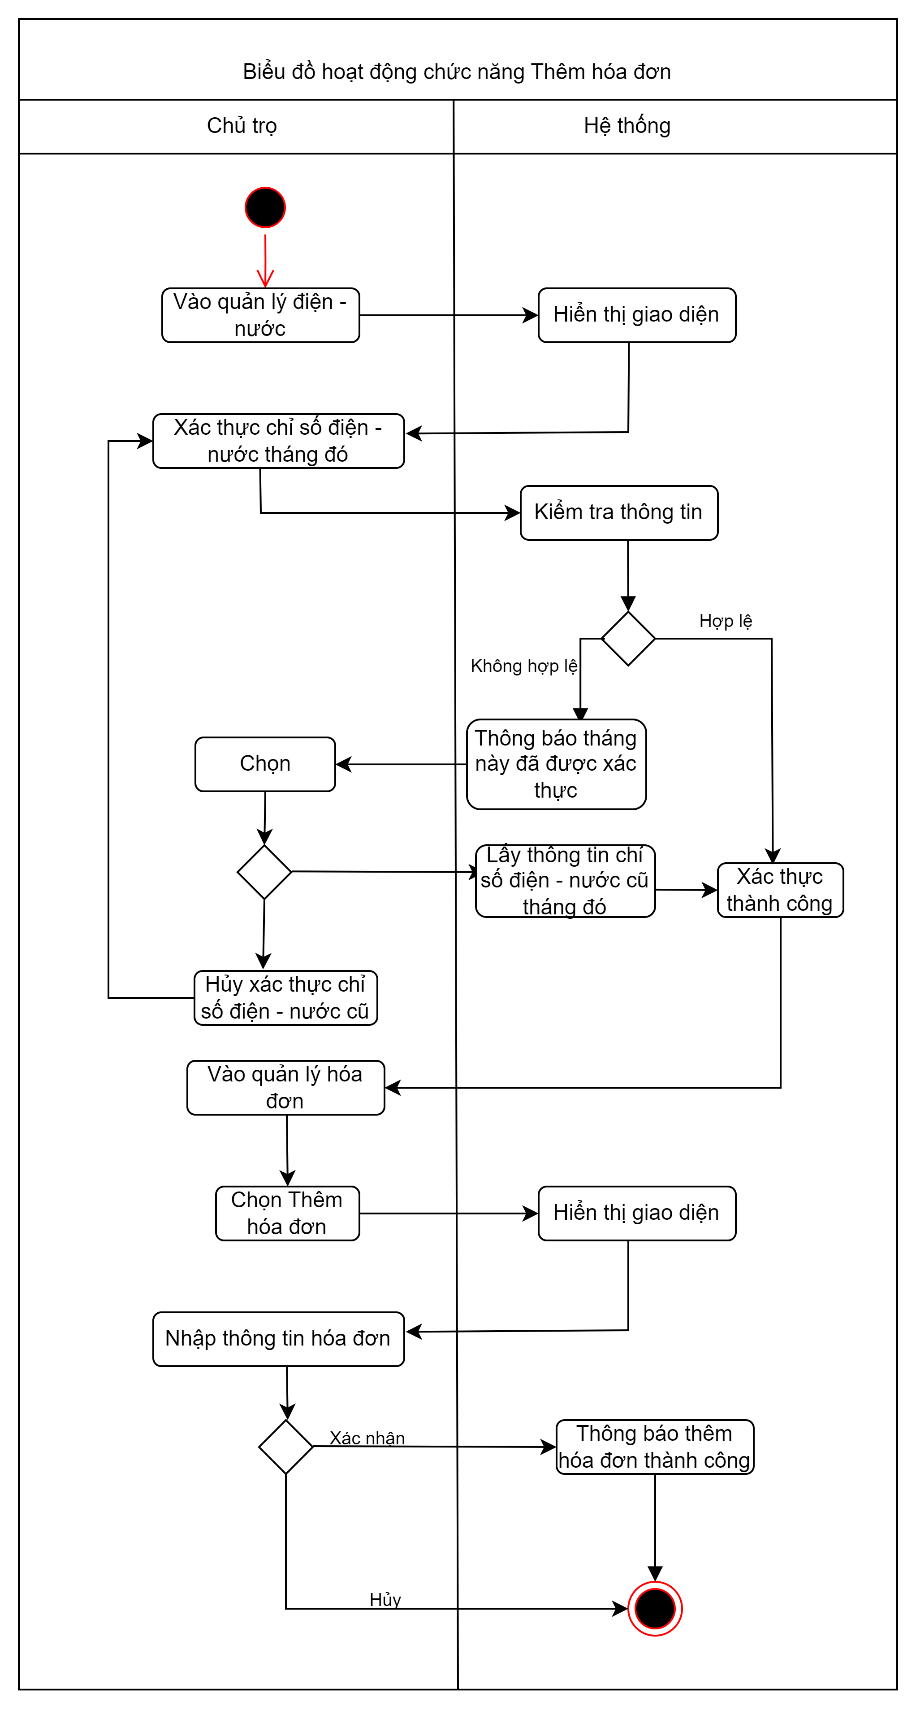 Biểu đồ hoạt động chức năng Thêm hóa đơn
Chủ trọ
Hệ thống
Vào quản lý điện -
nước
Hiển thị giao diện
Xác thực chỉ số điện -
nước tháng đó
Kiểm tra thông tin
Hợp lệ
Không hợp lệ
Thông báo tháng
này đã được xác
thực
Chọn
Lấy thông tin chỉ
số điện - nước cũ
tháng đó
Xác thực
thành công
Hủy xác thực chỉ
số điện - nước cũ
Vào quản lý hóa
đơn
Chọn Thêm
hóa đơn
Hiển thị giao diện
Nhập thông tin hóa đơn
Xác nhận
Thông báo thêm
hóa đơn thành công
Hủy